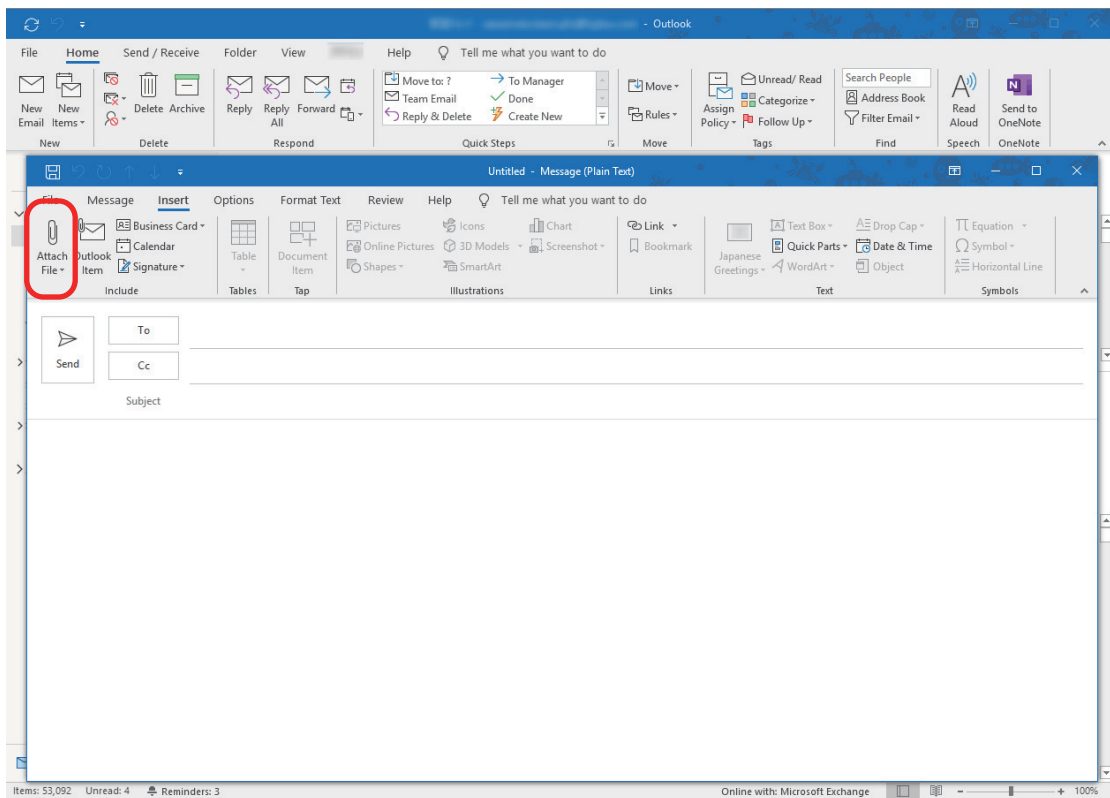 - Outlook
File Home Send / Receive Folder View Help Tell me what you want to do
New Email
New Items
Delete
Archive
Reply
Reply All
Forward
Move to: ?
To Manager
Team Email
Done
Reply & Delete
Create New
Move
Rules
Assign Policy
Unread/ Read
Categorize
Follow Up
Search People
Address Book
Filter Email
Read Aloud
Send to OneNote
New Delete Respond Quick Steps Move Tags Find Speech OneNote
Untitled - Message (Plain Text)
File Message Insert Options Format Text Review Help Tell me what you want to do
Attach File
Outlook Item
Business Card
Calendar
Signature
Table
Document Item
Pictures
Online Pictures
Shapes
Icons
3D Models
SmartArt
Chart
Screenshot
Link
Bookmark
Japanese Greetings
Text Box
Quick Parts
WordArt
Drop Cap
Date & Time
Object
Equation
Symbol
Horizontal Line
Include Tables Tap Illustrations Links Text Symbols
Send
To
Cc
Subject
Items: 53,092 Unread: 4 Reminders: 3 Online with: Microsoft Exchange 100%